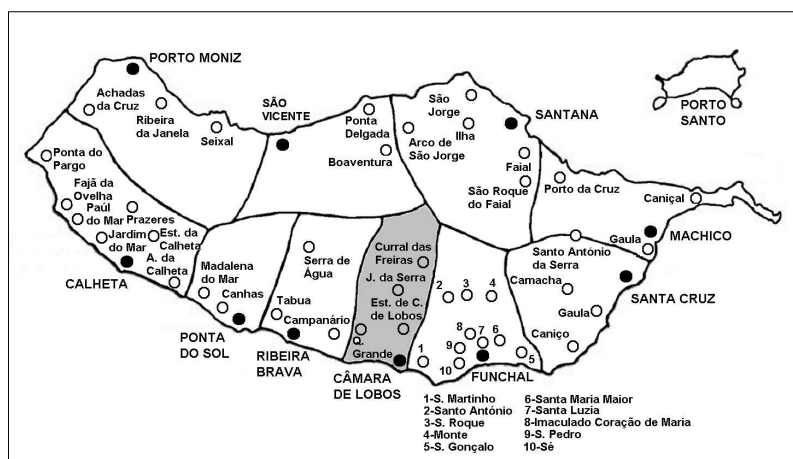 PORTO MONIZ
Achadas
da Cruz
Ribeira
da Janela
Seixal
SÃO
VICENTE
Ponta
Delgada
Boaventura
São
Jorge
SANTANA
Arco de
São Jorge
Ilha
Faial
São Roque
do Faial
PORTO
SANTO
Porto da Cruz
Caniçal
Gaula
MACHICO
Ponta do
Pargo
Fajã da
Ovelha
Paúl
do Mar
Prazeres
Jardim
do Mar
Est. da
Calheta
A. da
Calheta
CALHETA
Madalena
do Mar
Canhas
PONTA
DO SOL
Serra de
Água
Tabua
Campanário
RIBEIRA
BRAVA
Curral das
Freiras
J. da Serra
Est. de C.
de Lobos
Q.
Grande
CÂMARA
DE LOBOS
2 3 4
8 7 6
9
1 10 5
FUNCHAL
Santo António
da Serra
Camacha
Gaula
Caniço
SANTA CRUZ
1-S. Martinho
2-Santo António
3-S. Roque
4-Monte
5-S. Gonçalo
6-Santa Maria Maior
7-Santa Luzia
8-Imaculado Coração de Maria
9-S. Pedro
10-Sé